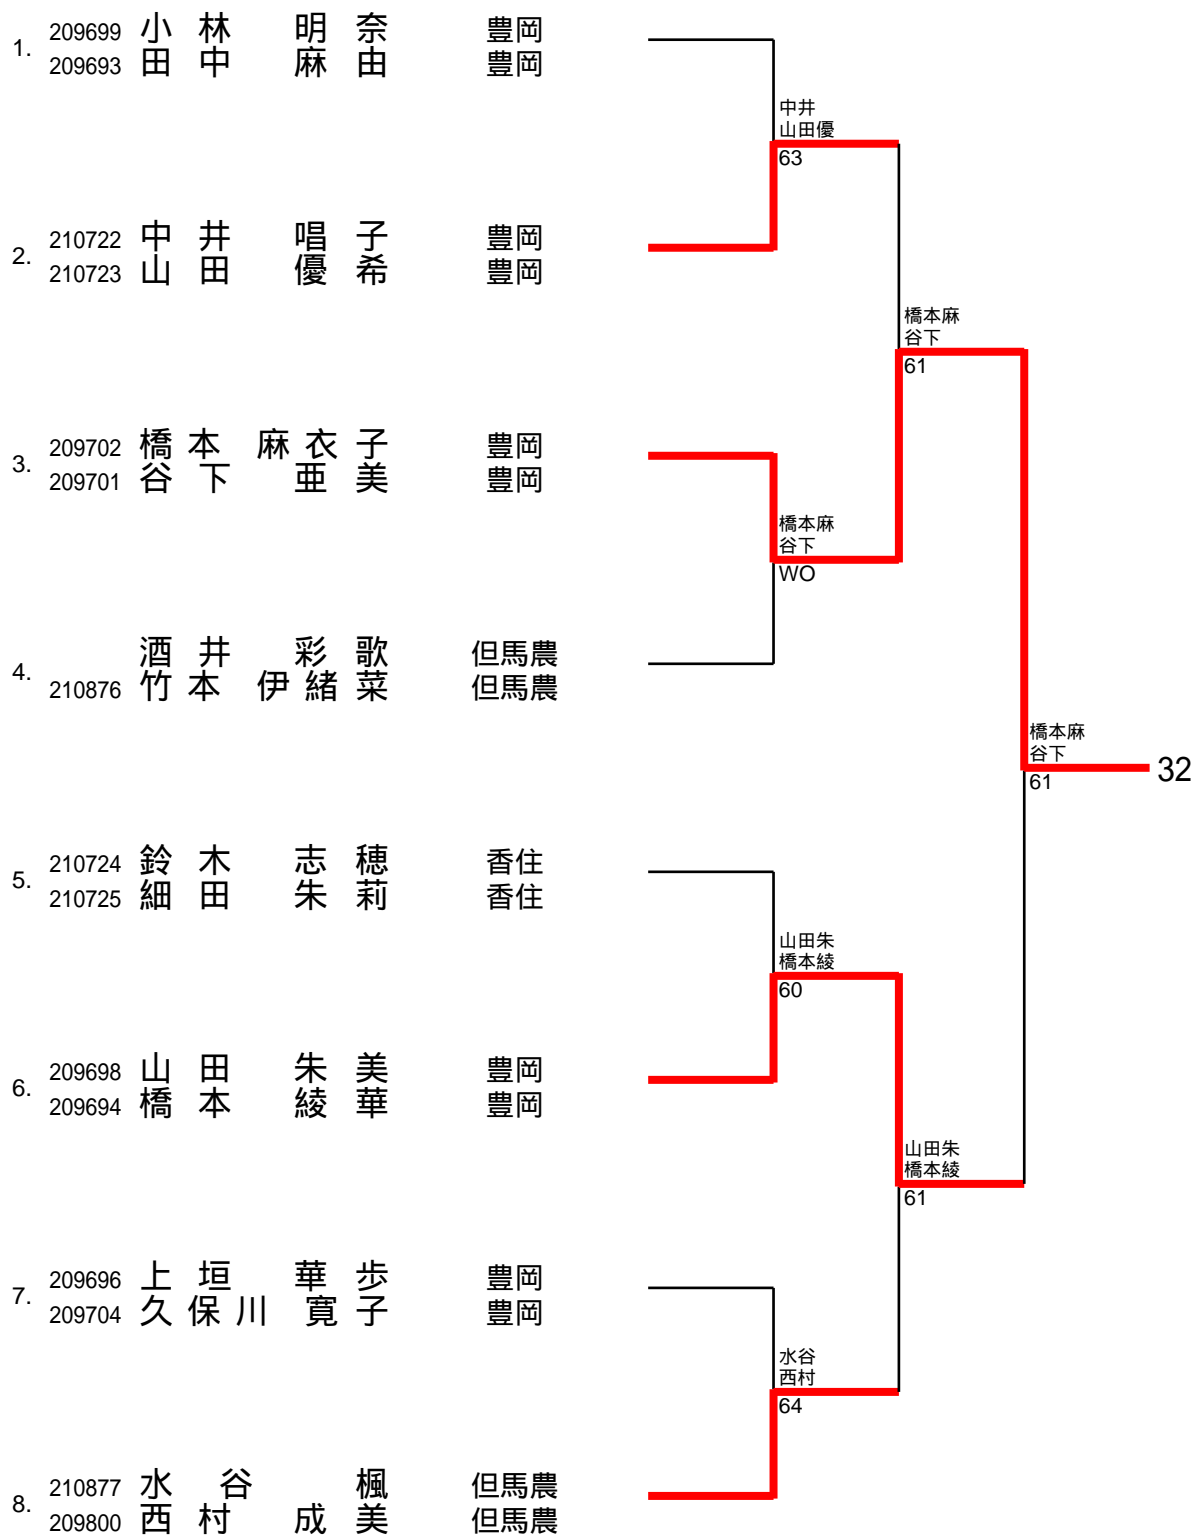 1. 209699 小林 明奈 豊岡
209693 田中 麻由 豊岡
中井
山田優
63
2. 210722 中井 唱子 豊岡
210723 山田 優希 豊岡
橋本麻
谷下
61
3. 209702 橋本 麻衣子 豊岡
209701 谷下 亜美 豊岡
橋本麻
谷下
WO
4. 酒井 彩歌 但馬農
210876 竹本 伊緒菜 但馬農
橋本麻
谷下
61
32
5. 210724 鈴木 志穂 香住
210725 細田 朱莉 香住
山田朱
橋本綾
60
6. 209698 山田 朱美 豊岡
209694 橋本 綾華 豊岡
山田朱
橋本綾
61
7. 209696 上垣 華歩 豊岡
209704 久保川 寛子 豊岡
水谷
西村
64
8. 210877 水谷 楓 但馬農
209800 西村 成美 但馬農